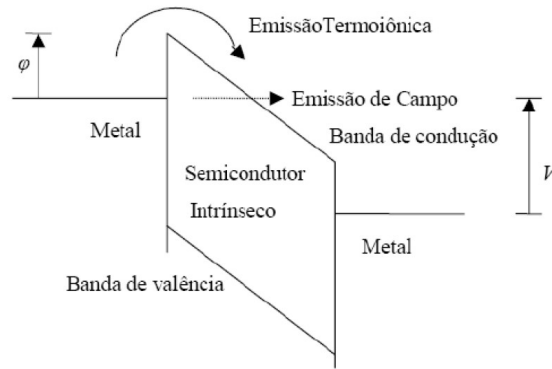 EmissãoTermoiônica
φ
Emissão de Campo
Metal
Banda de condução
V
Semicondutor
Intrínseco
Metal
Banda de valência